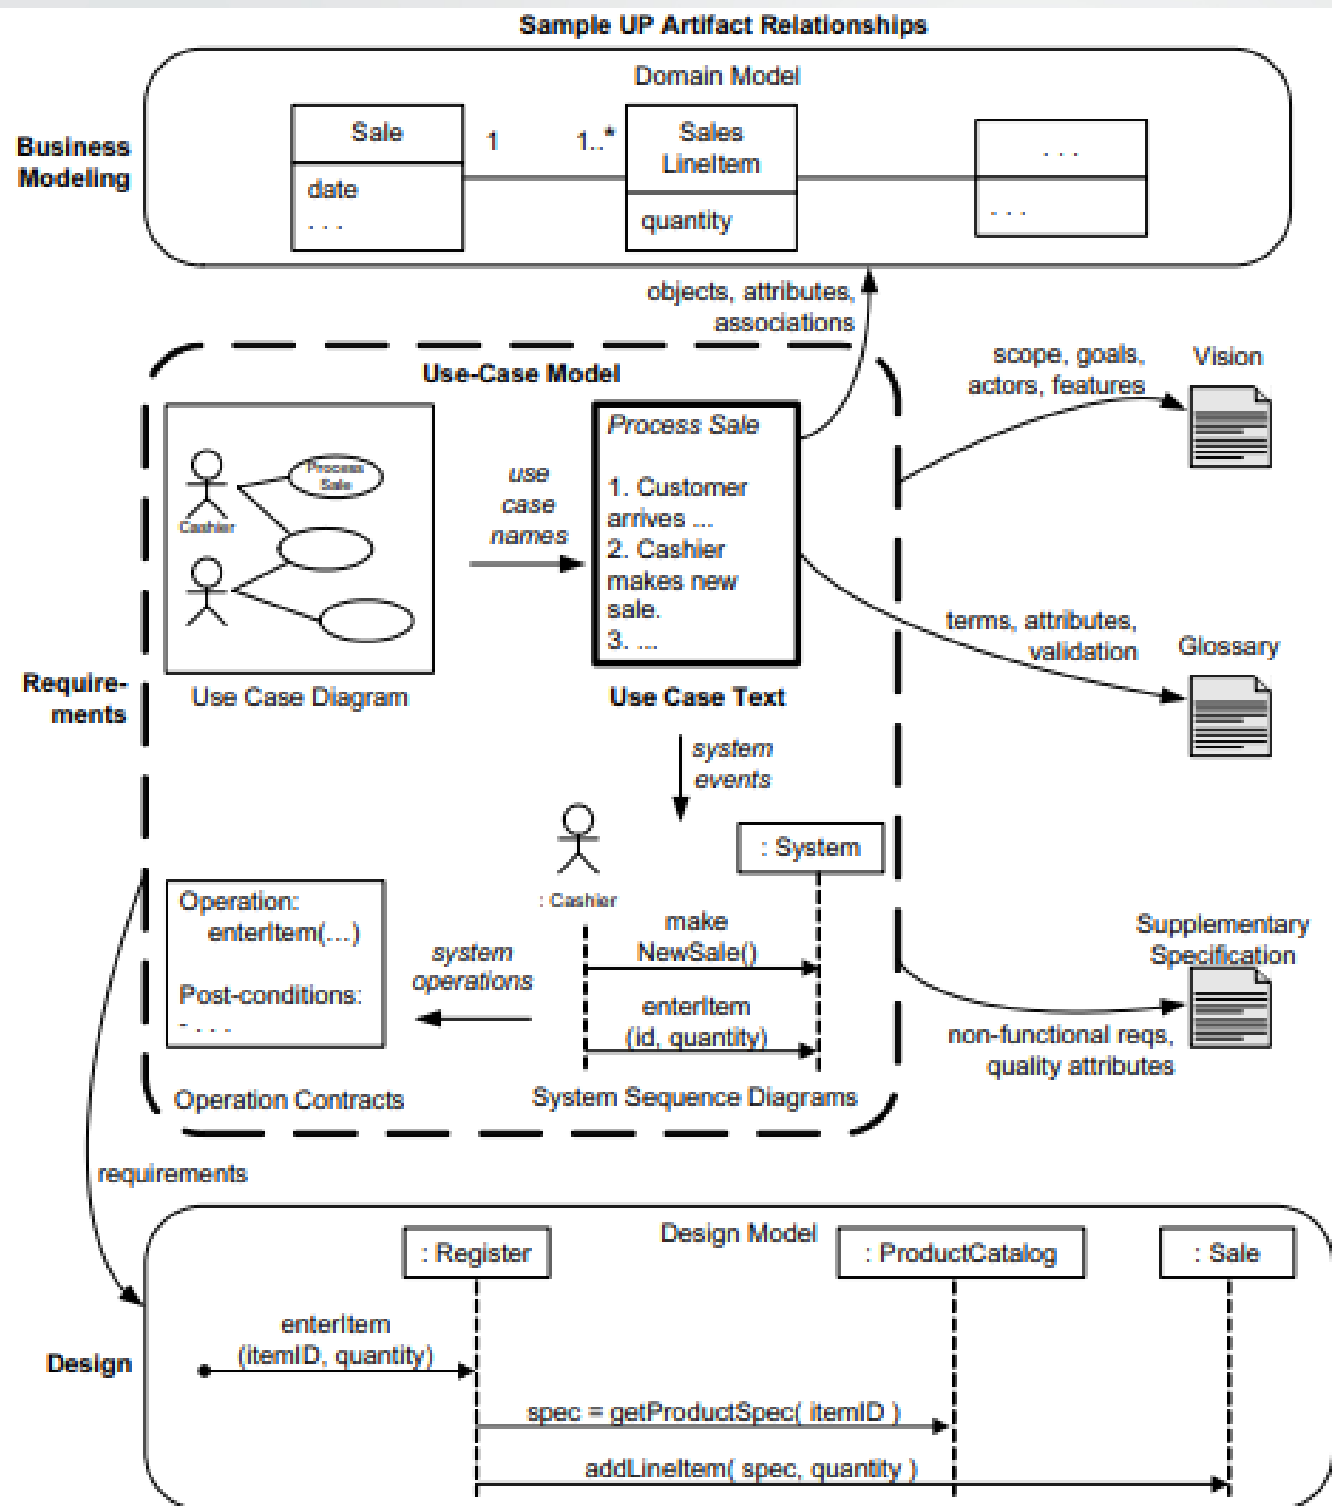 Sample UP Artifact Relationships
Domain Model
Business
Modeling
Sale
1
1..*
Sales
LineItem
. . .
date
. . .
quantity
. . .
objects, attributes,
associations
Use-Case Model
scope, goals,
actors, features
Vision
Process
Sale
Cashier
use
case
names
Process Sale
1. Customer
arrives ...
2. Cashier
makes new
sale.
3. ...
terms, attributes,
validation
Glossary
Require-
ments
Use Case Diagram
Use Case Text
system
events
: Cashier
: System
Operation:
enterItem(…)
Post-conditions:
- . . .
system
operations
make
NewSale()
enterItem
(id, quantity)
Supplementary
Specification
non-functional reqs,
quality attributes
Operation Contracts
System Sequence Diagrams
requirements
Design Model
: Register
: ProductCatalog
: Sale
Design
enterItem
(itemID, quantity)
spec = getProductSpec( itemID )
addLineItem( spec, quantity )